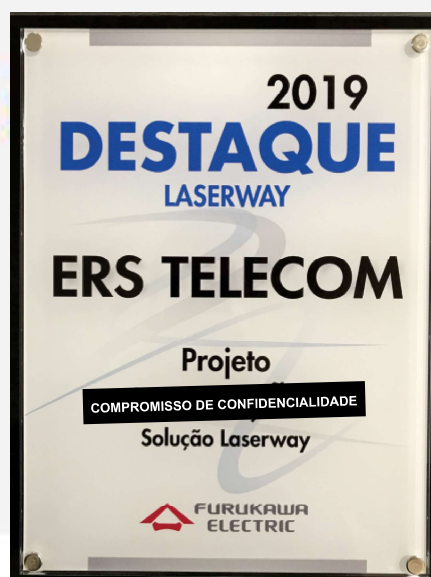 2019
DESTAQUE
LASERWAY
ERS TELECOM
Projeto
COMPROMISSO DE CONFIDENCIALIDADE
Solução Laserway
FURUKAWA
ELECTRIC